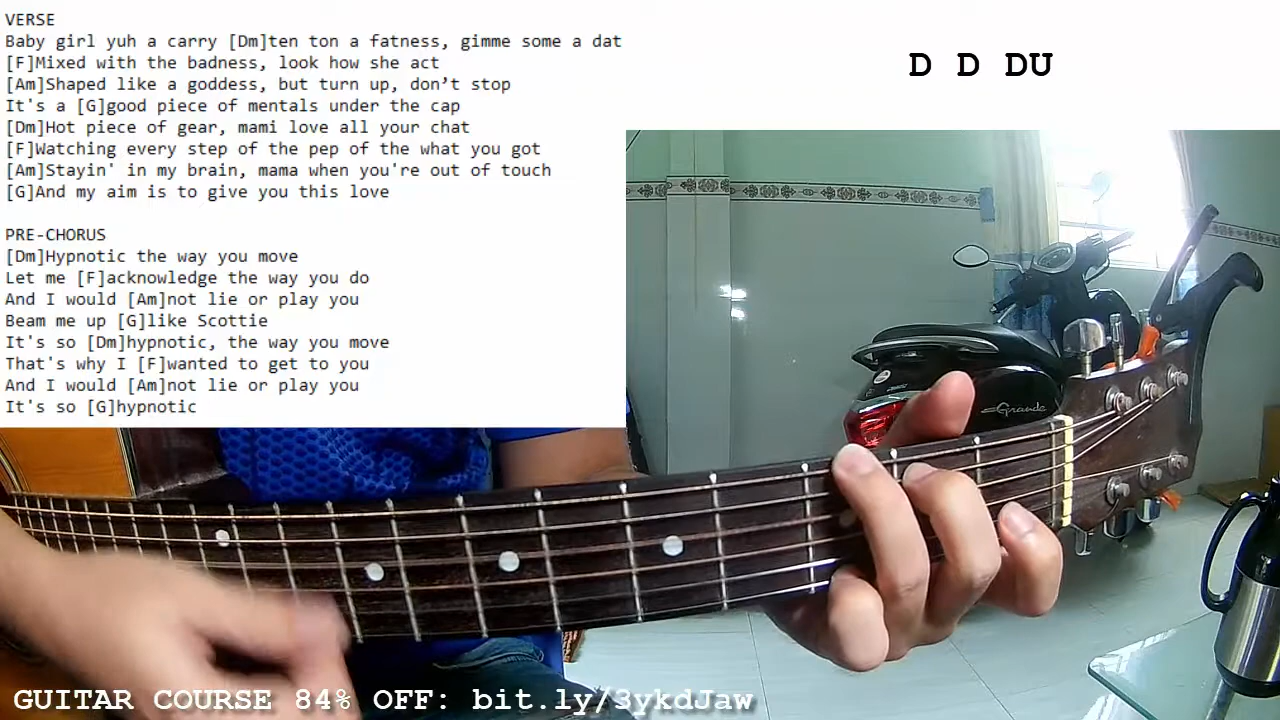 VERSE
Baby girl yuh a carry [Dm]ten ton a fatness, gimme some a dat
[F]Mixed with the badness, look how she act
[Am]Shaped like a goddess, but turn up, don’t stop
It's a [G]good piece of mentals under the cap
[Dm]Hot piece of gear, mami love all your chat
[F]Watching every step of the pep of the what you got
[Am]Stayin' in my brain, mama when you're out of touch
[G]And my aim is to give you this love
PRE-CHORUS
[Dm]Hypnotic the way you move
Let me [F]acknowledge the way you do
And I would [Am]not lie or play you
Beam me up [G]like Scottie
It's so [Dm]hypnotic, the way you move
That's why I [F]wanted to get to you
And I would [Am]not lie or play you
It's so [G]hypnotic
D D DU
Grande
GUITAR COURSE 84% OFF: bit.ly/3ykdJaw